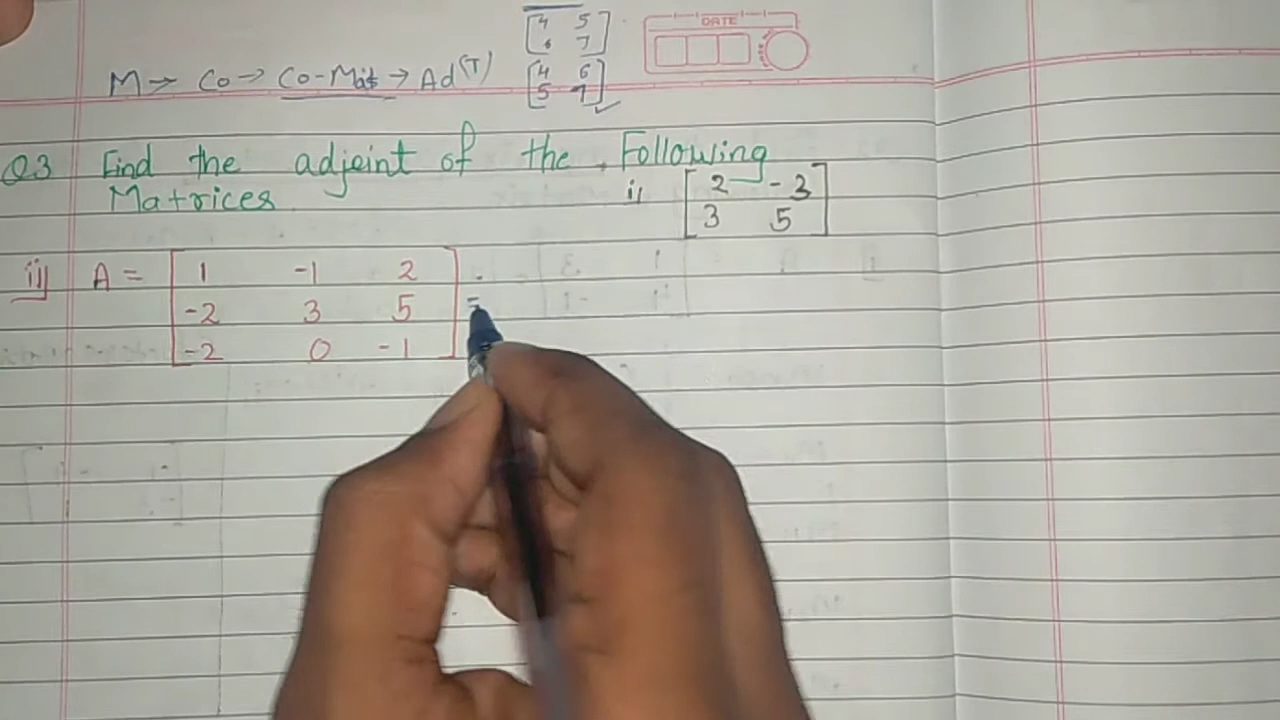 4 5
6 7
DATE
M → Co → Co-Mat → Ad(T)
4 6
5 7
Q3 Find the adjoint of the Following
Matrices
i) 2 -3
3 5
ii) A = 1 -1 2
-2 3 5 =
-2 0 -1